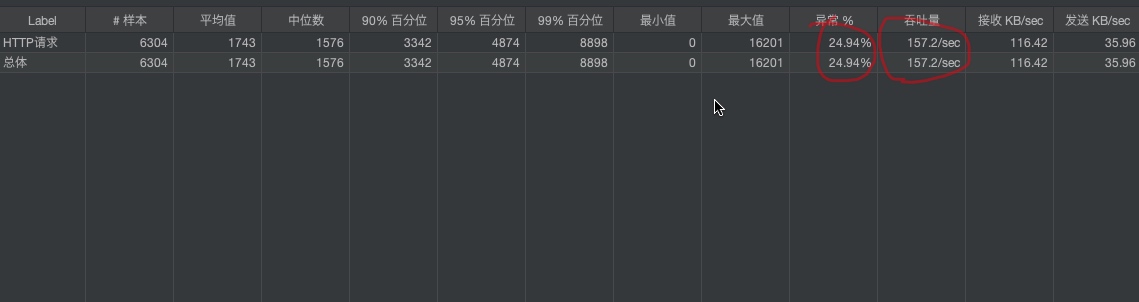 Label # 样本 平均值 中位数 90% 百分位 95% 百分位 99% 百分位 最小值 最大值 异常 % 吞吐量 接收 KB/sec 发送 KB/sec
HTTP请求 6304 1743 1576 3342 4874 8898 0 16201 24.94% 157.2/sec 116.42 35.96
总体 6304 1743 1576 3342 4874 8898 0 16201 24.94% 157.2/sec 116.42 35.96